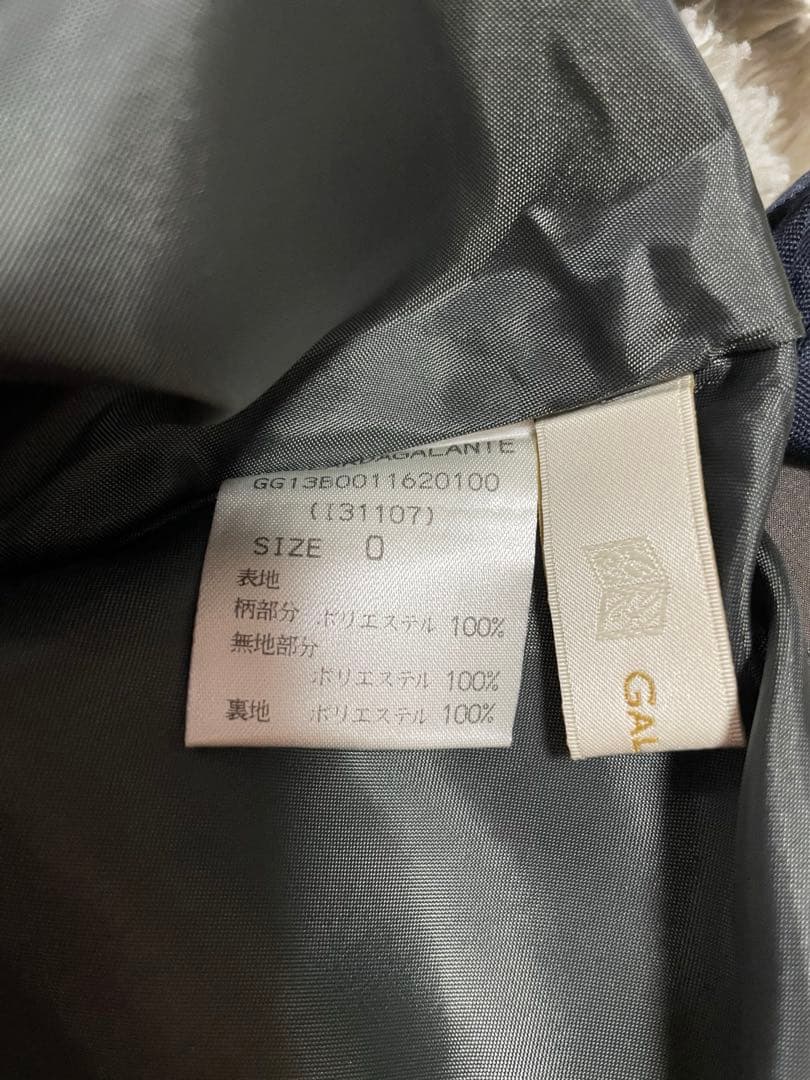 GG13B0011620100
(I31107)
SIZE 0
表地
柄部分 ポリエステル 100%
無地部分
ポリエステル 100%
裏地 ポリエステル 100%
GAL